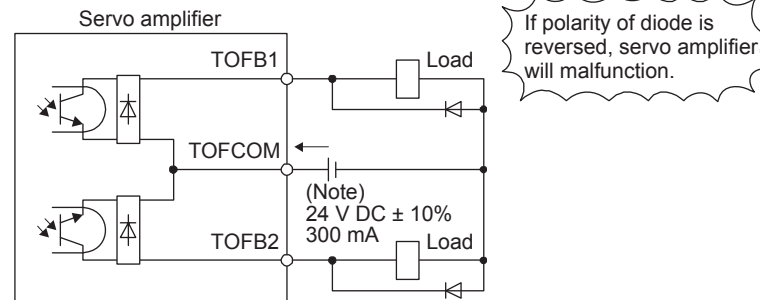 Servo amplifier
If polarity of diode is
reversed, servo amplifier
will malfunction.
TOFB1
Load
TOFCOM
(Note)
24 V DC ± 10%
300 mA
TOFB2
Load